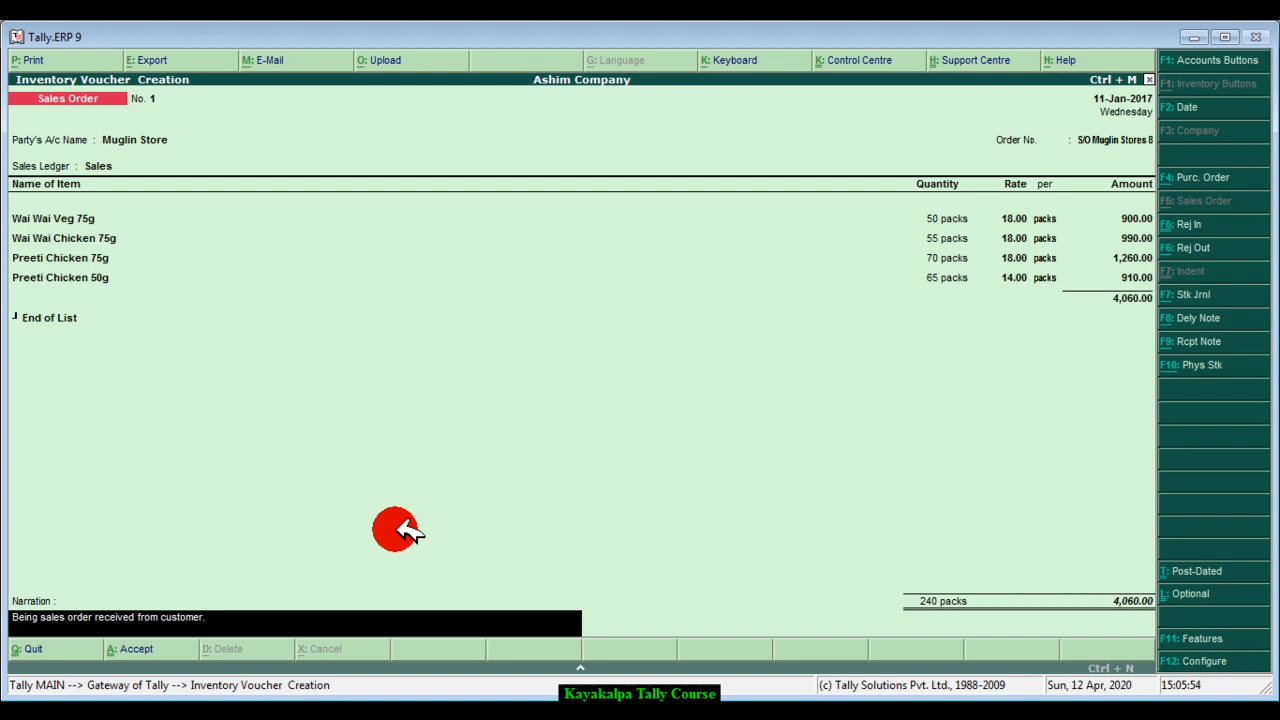 Tally.ERP 9
P: Print E: Export M: E-Mail O: Upload G: Language K: Keyboard K: Control Centre H: Support Centre H: Help
Inventory Voucher Creation Ashim Company Ctrl + M
Sales Order No. 1 11-Jan-2017
Wednesday
Party's A/c Name : Muglin Store Order No. : S/O Muglin Stores 8
Sales Ledger : Sales
Name of Item Quantity Rate per Amount
Wai Wai Veg 75g 50 packs 18.00 packs 900.00
Wai Wai Chicken 75g 55 packs 18.00 packs 990.00
Preeti Chicken 75g 70 packs 18.00 packs 1,260.00
Preeti Chicken 50g 65 packs 14.00 packs 910.00
4,060.00
End of List
Narration : 240 packs 4,060.00
Being sales order received from customer.
Q: Quit A: Accept D: Delete X: Cancel
Ctrl + N
F1: Accounts Buttons
F1: Inventory Buttons
F2: Date
F3: Company
F4: Purc. Order
F5: Sales Order
F6: Rej In
F6: Rej Out
F7: Indent
F7: Stk Jrnl
F8: Dely Note
F9: Rcpt Note
F10: Phys Stk
T: Post-Dated
L: Optional
F11: Features
F12: Configure
Tally MAIN --> Gateway of Tally --> Inventory Voucher Creation (c) Tally Solutions Pvt. Ltd., 1988-2009 Sun, 12 Apr, 2020 15:05:54
Kayakalpa Tally Course